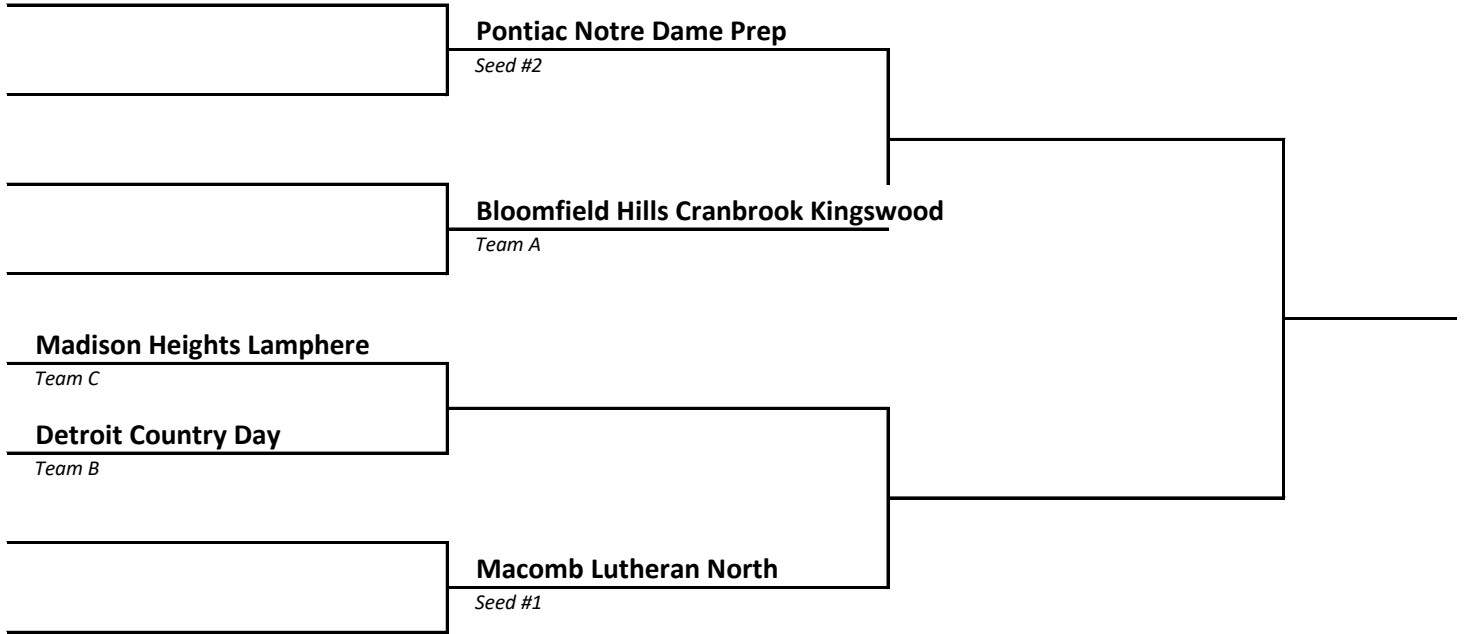 Pontiac Notre Dame Prep
Seed #2
Bloomfield Hills Cranbrook Kingswood
Team A
Madison Heights Lamphere
Team C
Detroit Country Day
Team B
Macomb Lutheran North
Seed #1